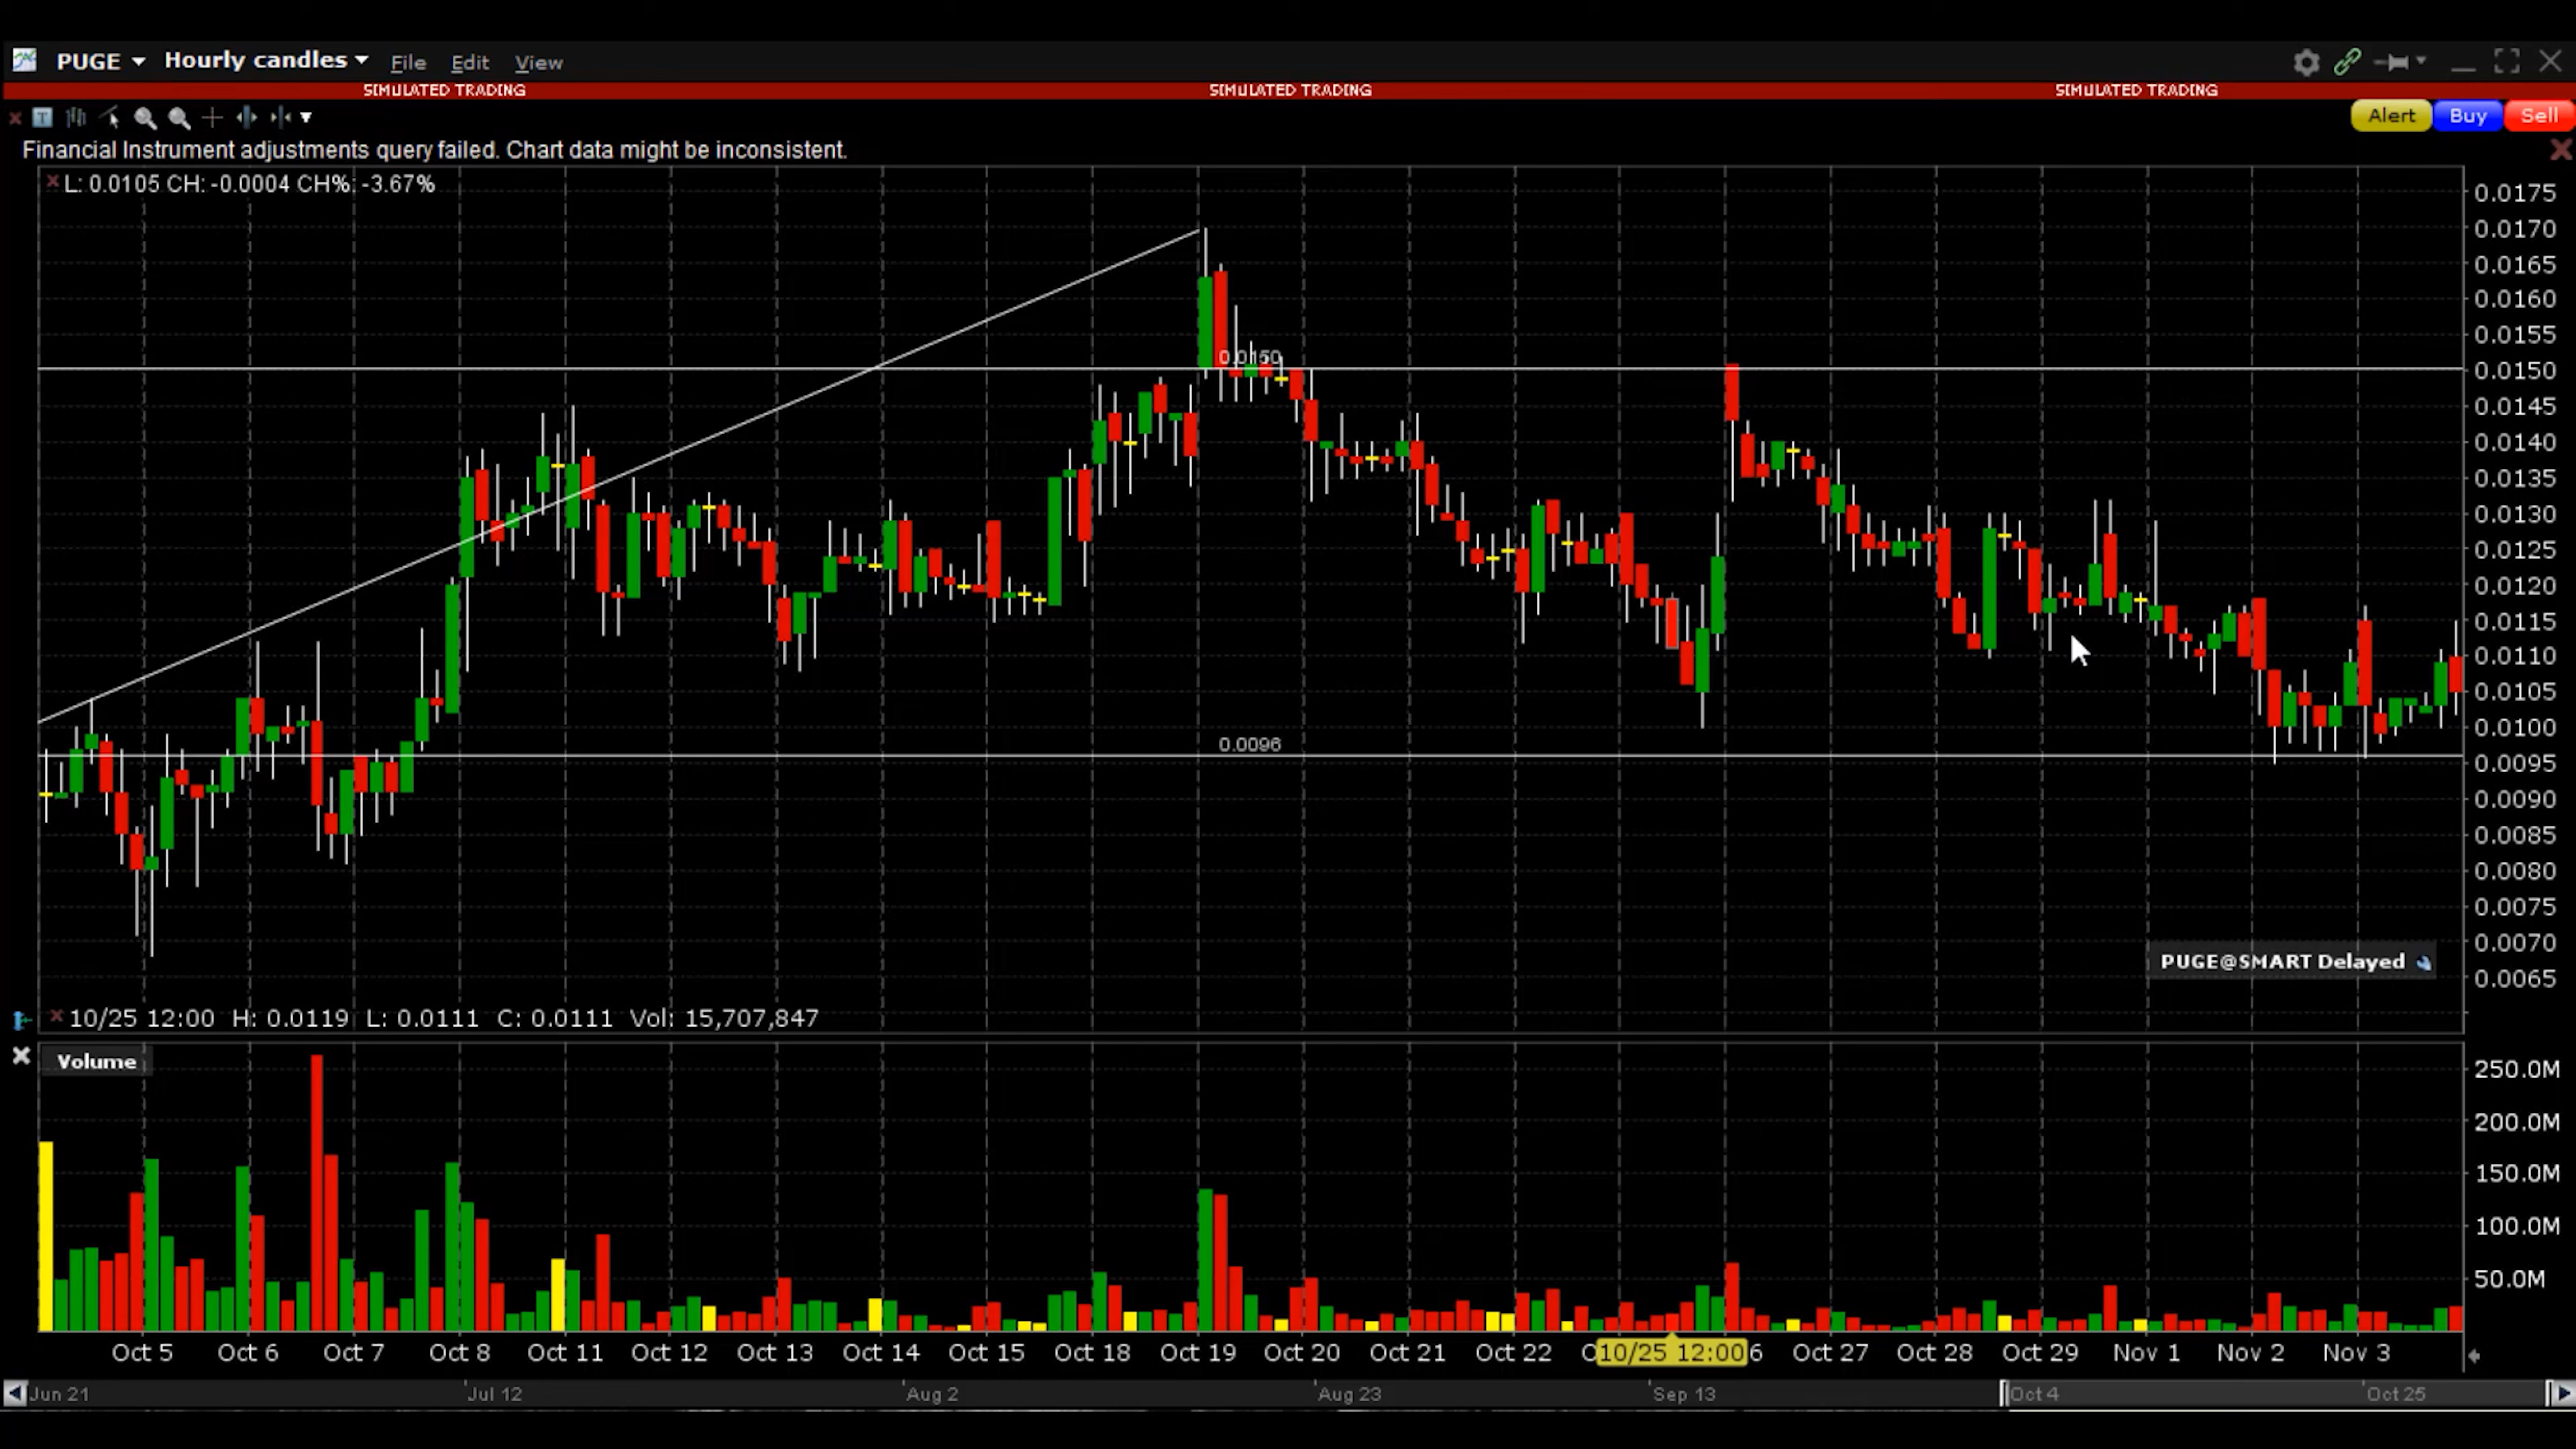 PUGE Hourly candles File Edit View
SIMULATED TRADING SIMULATED TRADING SIMULATED TRADING
T Alert Buy Sell
Financial Instrument adjustments query failed. Chart data might be inconsistent.
L: 0.0105 CH: -0.0004 CH%: -3.67%
0.0175
0.0170
0.0165
0.0160
0.0155
0.0150
0.0150
0.0145
0.0140
0.0135
0.0130
0.0125
0.0120
0.0115
0.0110
0.0105
0.0100
0.0096
0.0095
0.0090
0.0085
0.0080
0.0075
0.0070
PUGE@SMART Delayed
0.0065
10/25 12:00 H: 0.0119 L: 0.0111 C: 0.0111 Vol: 15,707,847
Volume
250.0M
200.0M
150.0M
100.0M
50.0M
Oct 5 Oct 6 Oct 7 Oct 8 Oct 11 Oct 12 Oct 13 Oct 14 Oct 15 Oct 18 Oct 19 Oct 20 Oct 21 Oct 22 10/25 12:00 6 Oct 27 Oct 28 Oct 29 Nov 1 Nov 2 Nov 3
Jun 21 Jul 12 Aug 2 Aug 23 Sep 13 Oct 4 Oct 25